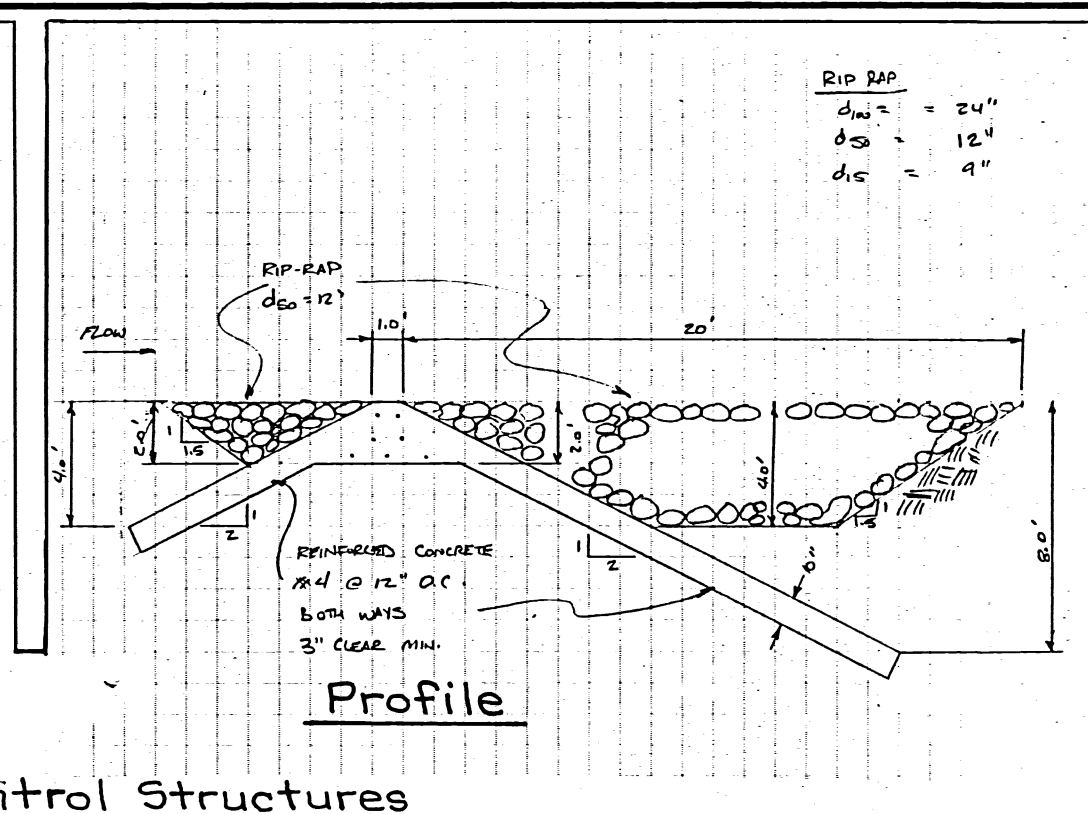 RIP RAP
d100 = = 24"
d50 = 12"
d15 = 9"
RIP-RAP
d50 = 12"
FLOW
1.0'
20'
4.0'
2.0'
1
1.5
2.0'
4.0'
1
1.5
8.0'
1
2
1
2
REINFORCED CONCRETE
#4 @ 12" O.C.
BOTH WAYS
3" CLEAR MIN.
Profile
ntrol Structures